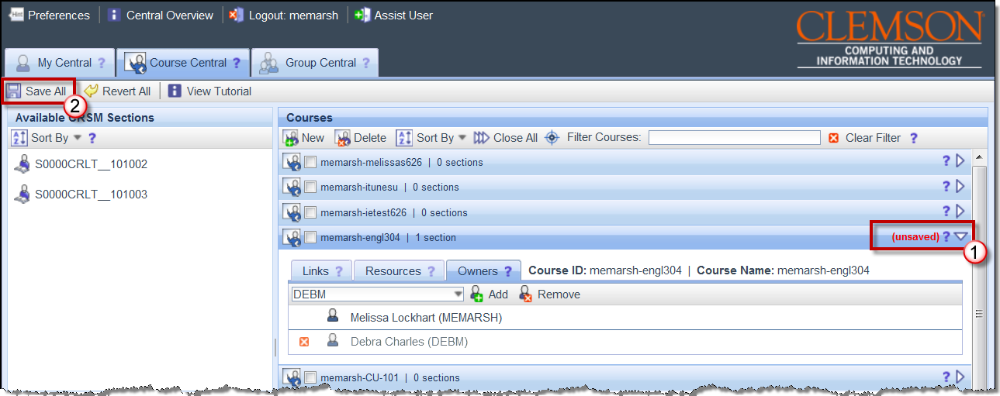 Hint Preferences Central Overview Logout: memarsh Assist User
CLEMSON
COMPUTING AND
INFORMATION TECHNOLOGY
My Central ? Course Central ? Group Central ?
Save All Revert All View Tutorial
2
Available CRSM Sections
Sort By ?
S0000CRLT__101002
S0000CRLT__101003
Courses
New Delete Sort By Close All Filter Courses: Clear Filter ?
memarsh-melissas626 | 0 sections ?
memarsh-itunesu | 0 sections ?
memarsh-ietest626 | 0 sections ?
memarsh-engl304 | 1 section (unsaved) ?
1
Links ? Resources ? Owners ? Course ID: memarsh-engl304 | Course Name: memarsh-engl304
DEBM Add Remove
Melissa Lockhart (MEMARSH)
Debra Charles (DEBM)
memarsh-CU-101 | 0 sections ?